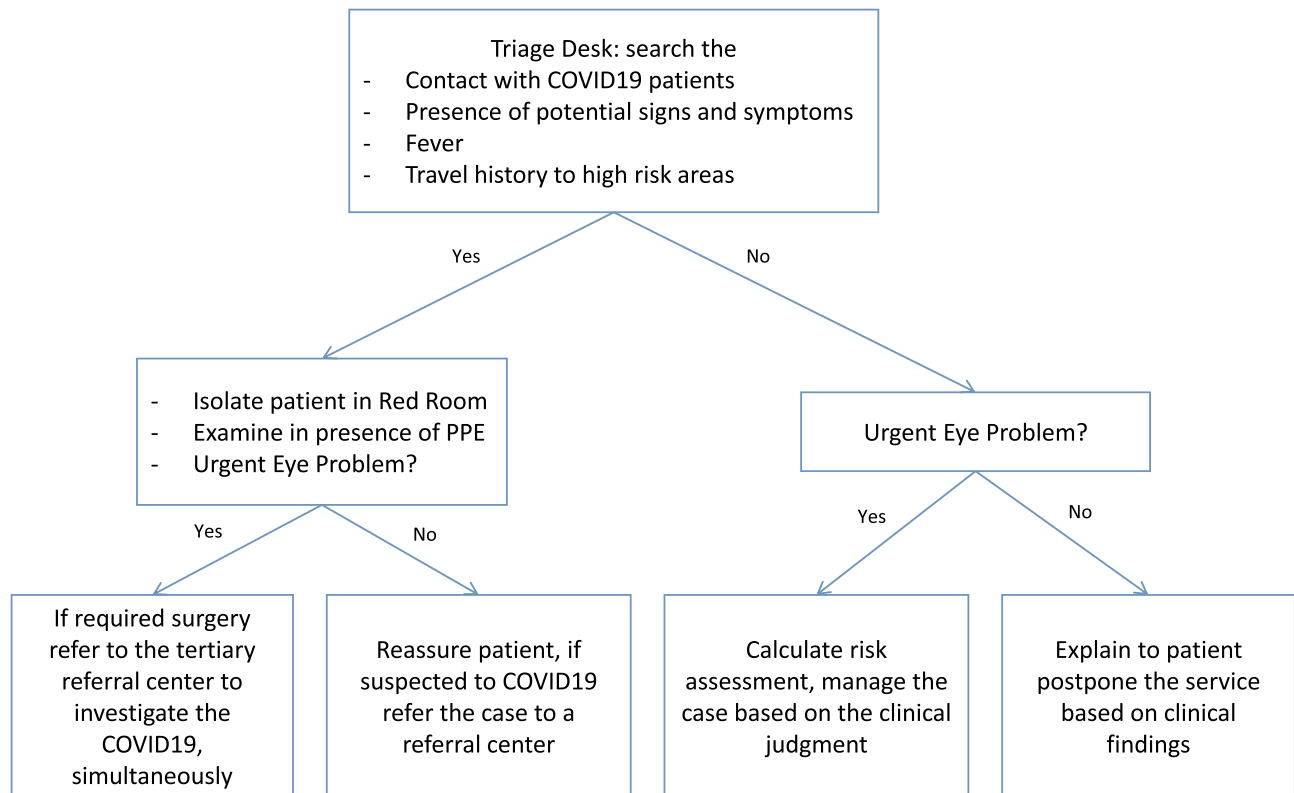 Triage Desk: search the
- Contact with COVID19 patients
- Presence of potential signs and symptoms
- Fever
- Travel history to high risk areas
Yes
No
- Isolate patient in Red Room
- Examine in presence of PPE
- Urgent Eye Problem?
Urgent Eye Problem?
Yes
No
Yes
No
If required surgery
refer to the tertiary
referral center to
investigate the
COVID19,
simultaneously
Reassure patient, if
suspected to COVID19
refer the case to a
referral center
Calculate risk
assessment, manage the
case based on the clinical
judgment
Explain to patient
postpone the service
based on clinical
findings